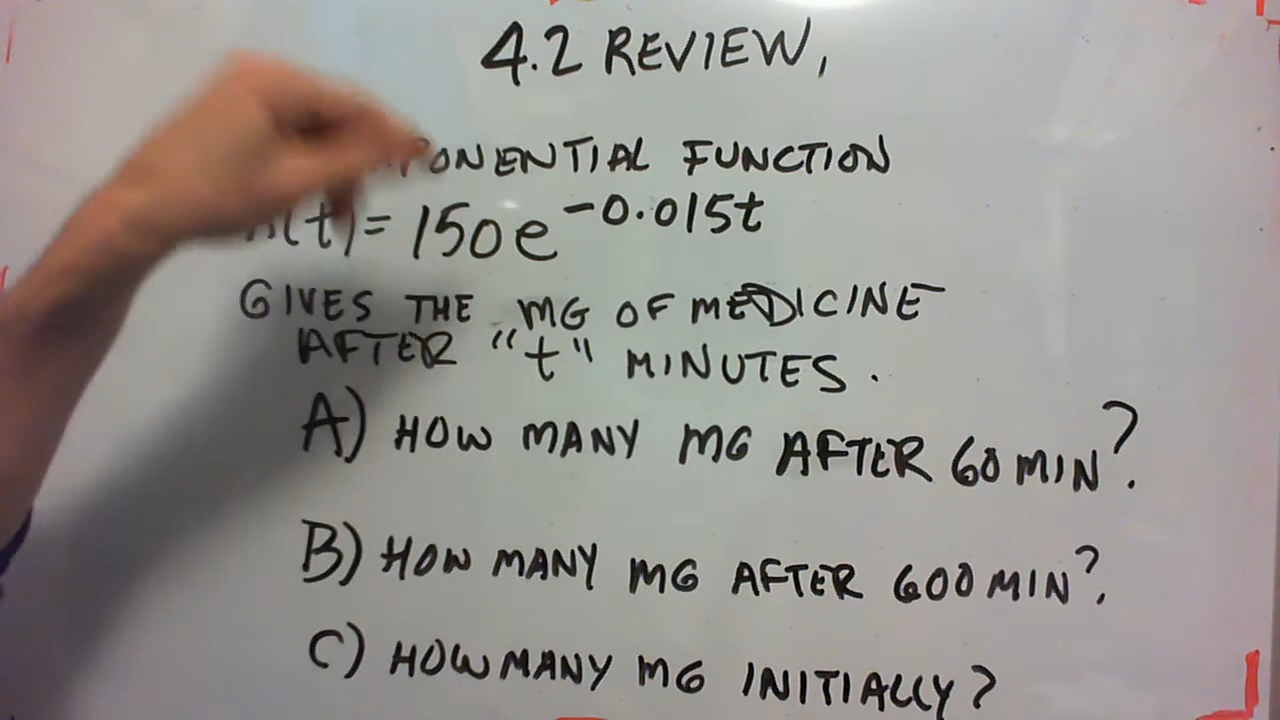 4.2 REVIEW,
PONENTIAL FUNCTION
(t) = 150e^-0.015t
GIVES THE MG OF MEDICINE
AFTER "t" MINUTES.
A) HOW MANY MG AFTER 60 MIN?
B) HOW MANY MG AFTER 600 MIN?
C) HOW MANY MG INITIALLY?